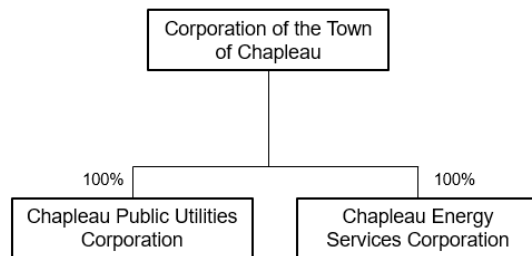 Corporation of the Town
of Chapleau
100%
100%
Chapleau Public Utilities
Corporation
Chapleau Energy
Services Corporation